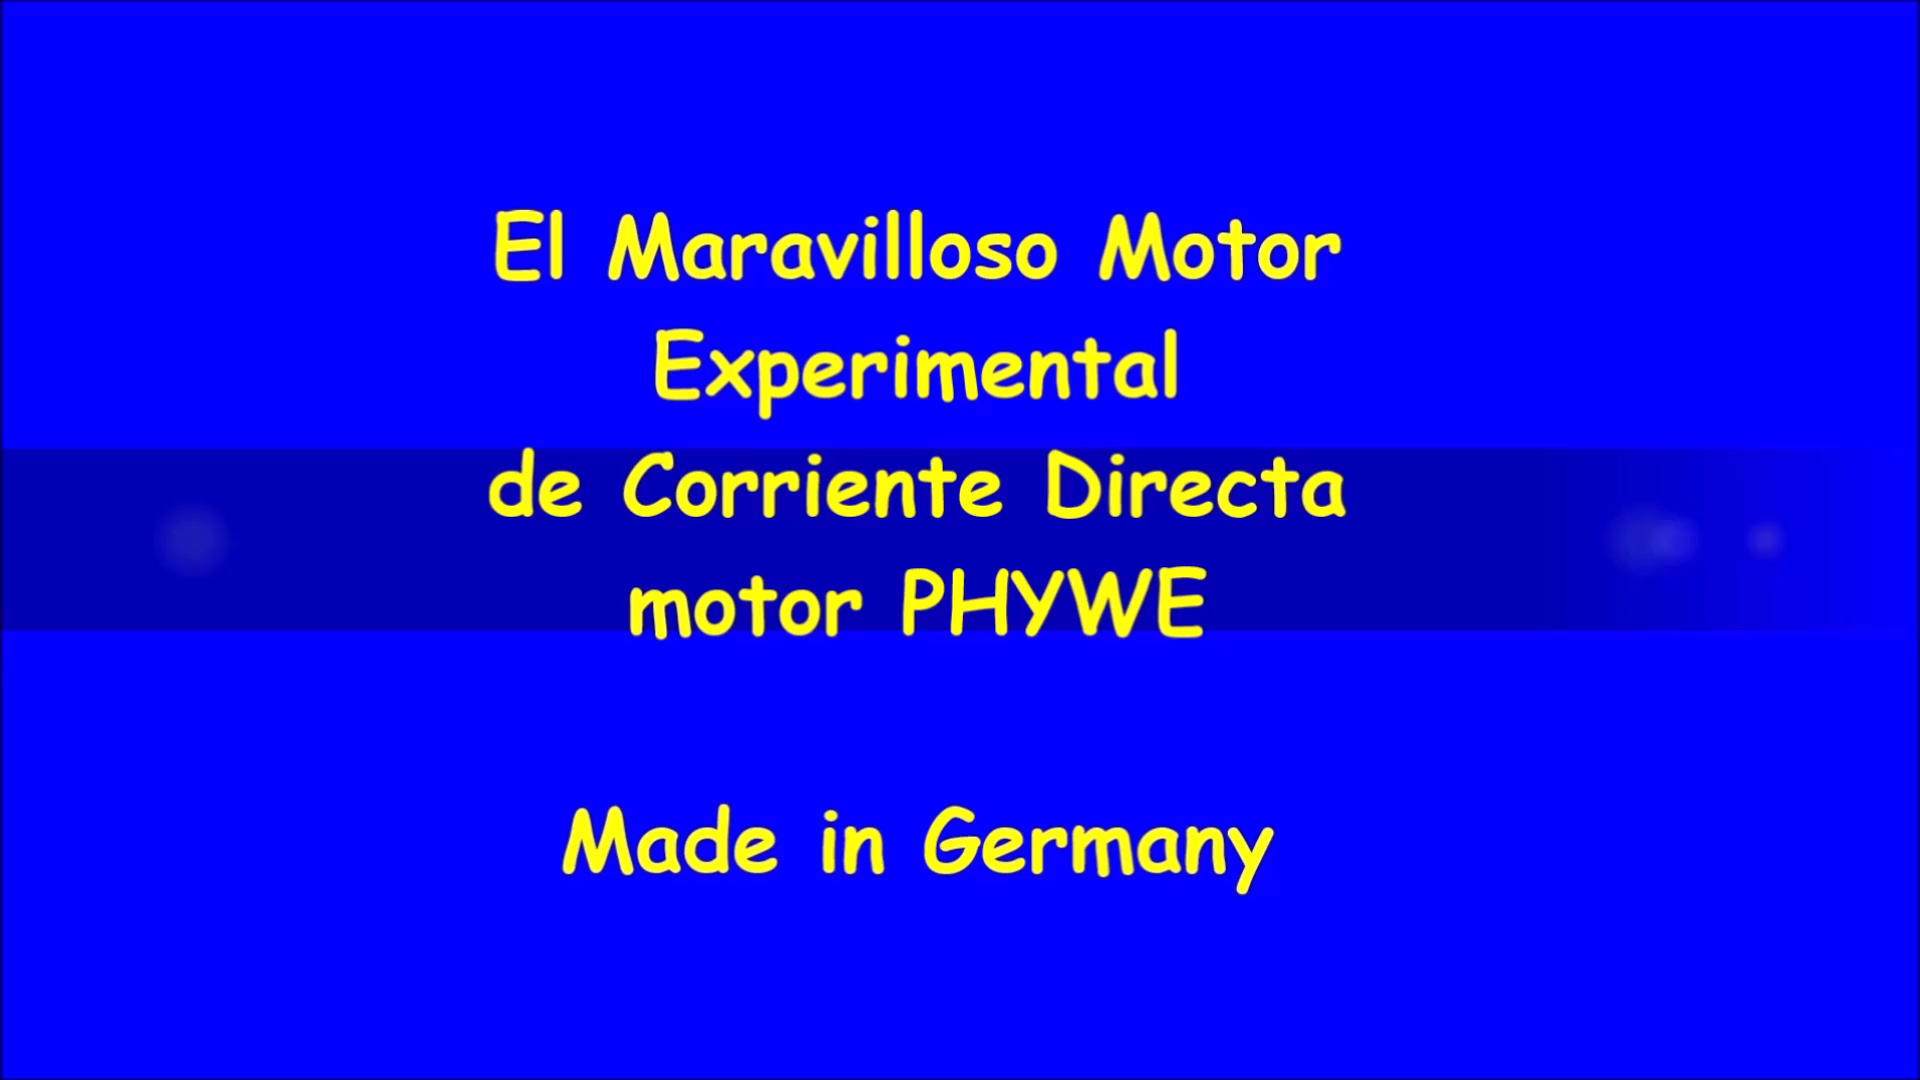 El Maravilloso Motor
Experimental
de Corriente Directa
motor PHYWE
Made in Germany